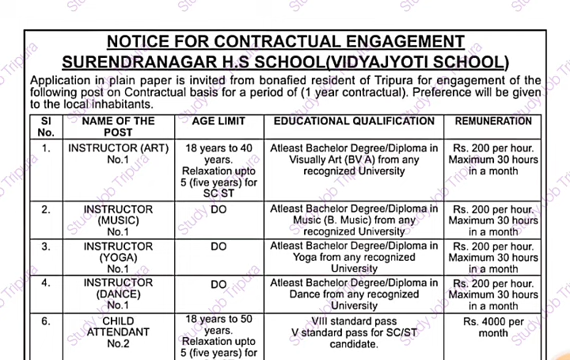 NOTICE FOR CONTRACTUAL ENGAGEMENT
SURENDRANAGAR H.S SCHOOL(VIDYAJYOTI SCHOOL)
Application in plain paper is invited from bonafied resident of Tripura for engagement of the
following post on Contractual basis for a period of (1 year contractual). Preference will be given
to the local inhabitants.
SI No. NAME OF THE POST AGE LIMIT EDUCATIONAL QUALIFICATION REMUNERATION
1. INSTRUCTOR (ART) No.1
18 years to 40 years. Relaxation upto 5 (five years) for SC ST
Atleast Bachelor Degree/Diploma in Visually Art (BV A) from any recognized University
Rs. 200 per hour. Maximum 30 hours in a month
2. INSTRUCTOR (MUSIC) No.1
DO
Atleast Bachelor Degree/Diploma in Music (B. Music) from any recognized University
Rs. 200 per hour. Maximum 30 hours in a month
3. INSTRUCTOR (YOGA) No.1
DO
Atleast Bachelor Degree/Diploma in Yoga from any recognized University
Rs. 200 per hour. Maximum 30 hours in a month
4. INSTRUCTOR (DANCE) No.1
DO
Atleast Bachelor Degree/Diploma in Dance from any recognized University
Rs. 200 per hour. Maximum 30 hours in a month
6. CHILD ATTENDANT No.2
18 years to 50 years. Relaxation upto 5 (five years) for
VIII standard pass V standard pass for SC/ST candidate.
Rs. 4000 per month
Study Job Tripura